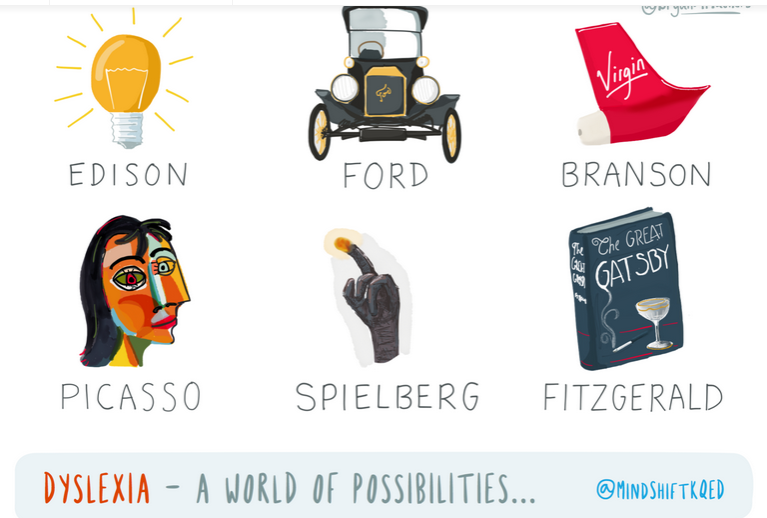 Virgin
EDISON FORD BRANSON
The GREAT
GATSBY
PICASSO SPIELBERG FITZGERALD
DYSLEXIA – A WORLD OF POSSIBILITIES... @MINDSHIFTKQED